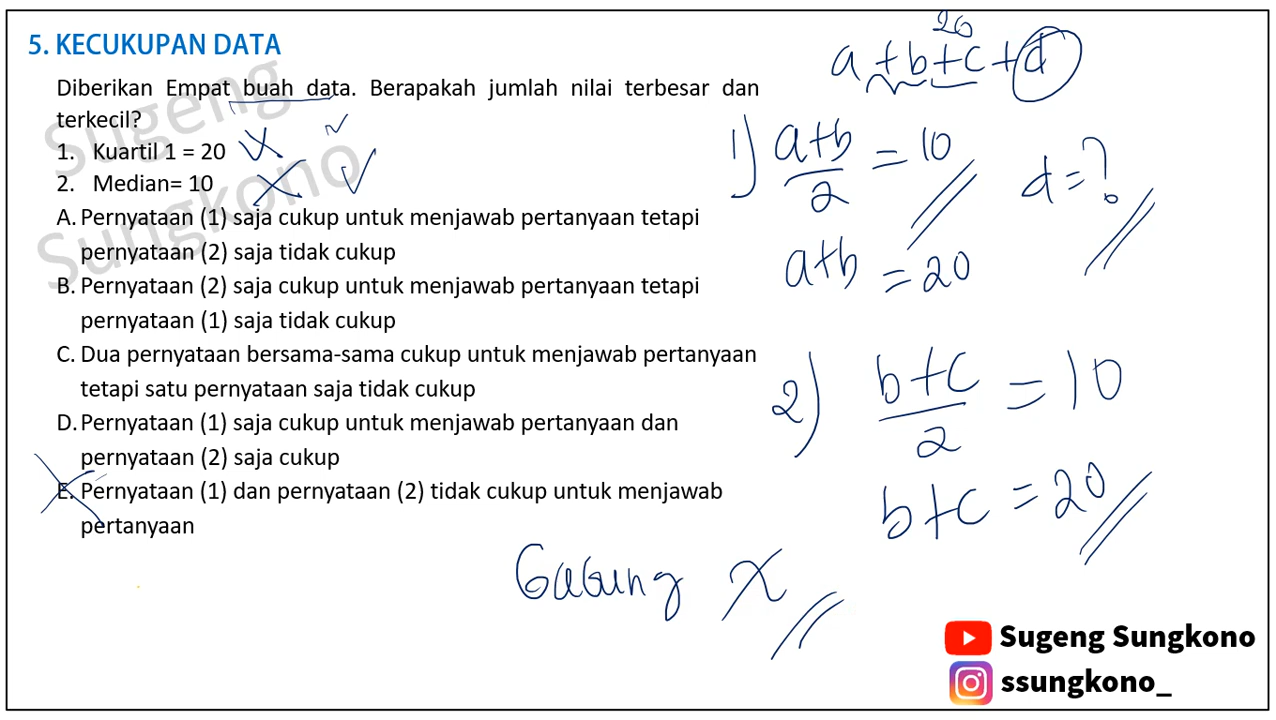 5. KECUKUPAN DATA
Diberikan Empat buah data. Berapakah jumlah nilai terbesar dan
terkecil?
1. Kuartil 1 = 20
2. Median= 10
A. Pernyataan (1) saja cukup untuk menjawab pertanyaan tetapi
pernyataan (2) saja tidak cukup
B. Pernyataan (2) saja cukup untuk menjawab pertanyaan tetapi
pernyataan (1) saja tidak cukup
C. Dua pernyataan bersama-sama cukup untuk menjawab pertanyaan
tetapi satu pernyataan saja tidak cukup
D. Pernyataan (1) saja cukup untuk menjawab pertanyaan dan
pernyataan (2) saja cukup
E. Pernyataan (1) dan pernyataan (2) tidak cukup untuk menjawab
pertanyaan
Sugeng
Sungkono
20
a + b + c + d
1) a+b / 2 = 10
a+b = 20
d = ?
2) b+c / 2 = 10
b+c = 20
Gabung X
Sugeng Sungkono
ssungkono_